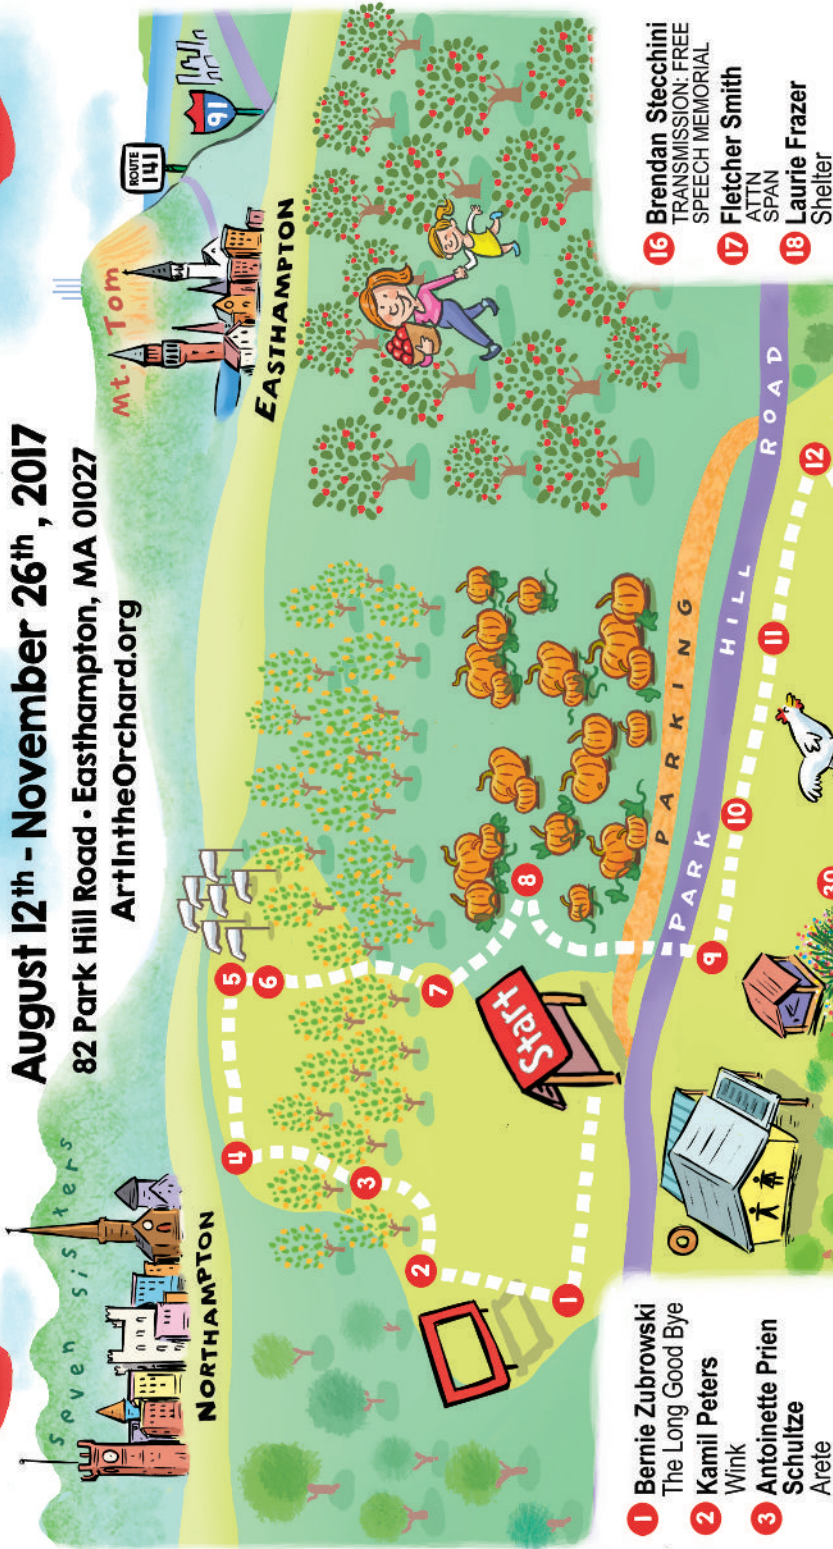 August 12th - November 26th, 2017
82 Park Hill Road • Easthampton, MA 01027
ArtIntheOrchard.org
Seven Sisters
Mt. Tom
ROUTE
141
91
NORTHAMPTON
EASTHAMPTON
5
6
4
3
2
7
8
Start
1
PARKING
PARK HILL ROAD
9
10
11
12
30
1 Bernie Zubrowski
The Long Good Bye
2 Kamil Peters
Wink
3 Antoinette Prien
Schultze
Arete
16 Brendan Stecchini
TRANSMISSION: FREE
SPEECH MEMORIAL
17 Fletcher Smith
ATTN
SPAN
18 Laurie Frazer
Shelter